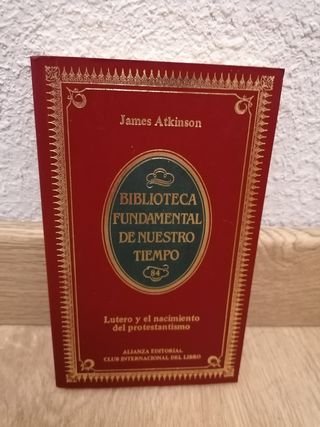 James Atkinson
BIBLIOTECA
FUNDAMENTAL
DE NUESTRO
TIEMPO
84
Lutero y el nacimiento
del protestantismo
ALIANZA EDITORIAL
CLUB INTERNACIONAL DEL LIBRO